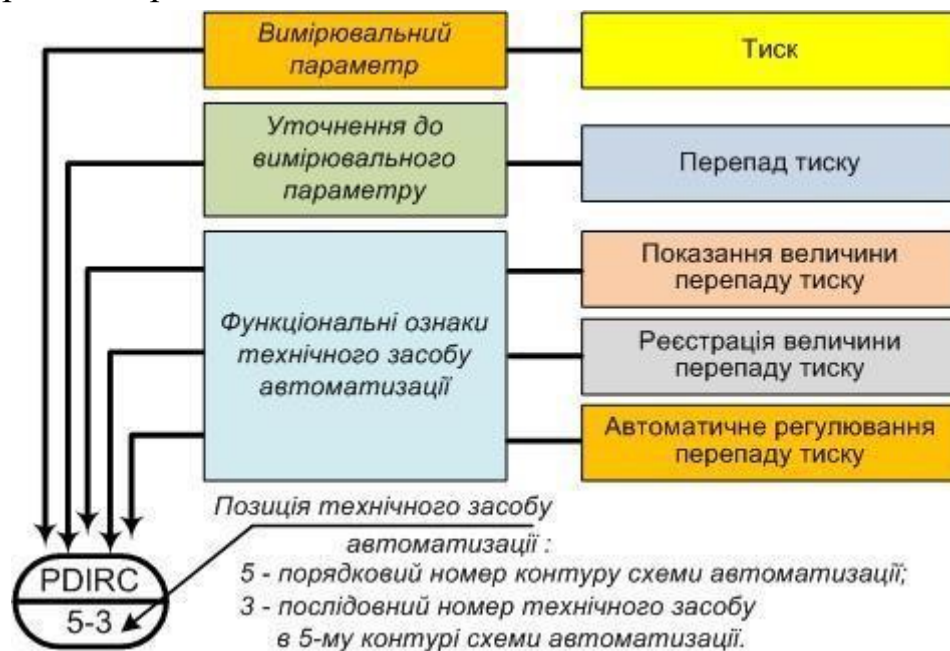 Вимірювальний
параметр
Тиск
Уточнення до
вимірювального
параметру
Перепад тиску
Функціональні ознаки
технічного засобу
автоматизації
Показання величини
перепаду тиску
Реєстрація величини
перепаду тиску
Автоматичне регулювання
перепаду тиску
Позиція технічного засобу
автоматизації :
5 - порядковий номер контуру схеми автоматизації;
3 - послідовний номер технічного засобу
в 5-му контурі схеми автоматизації.
PDIRC
5-3